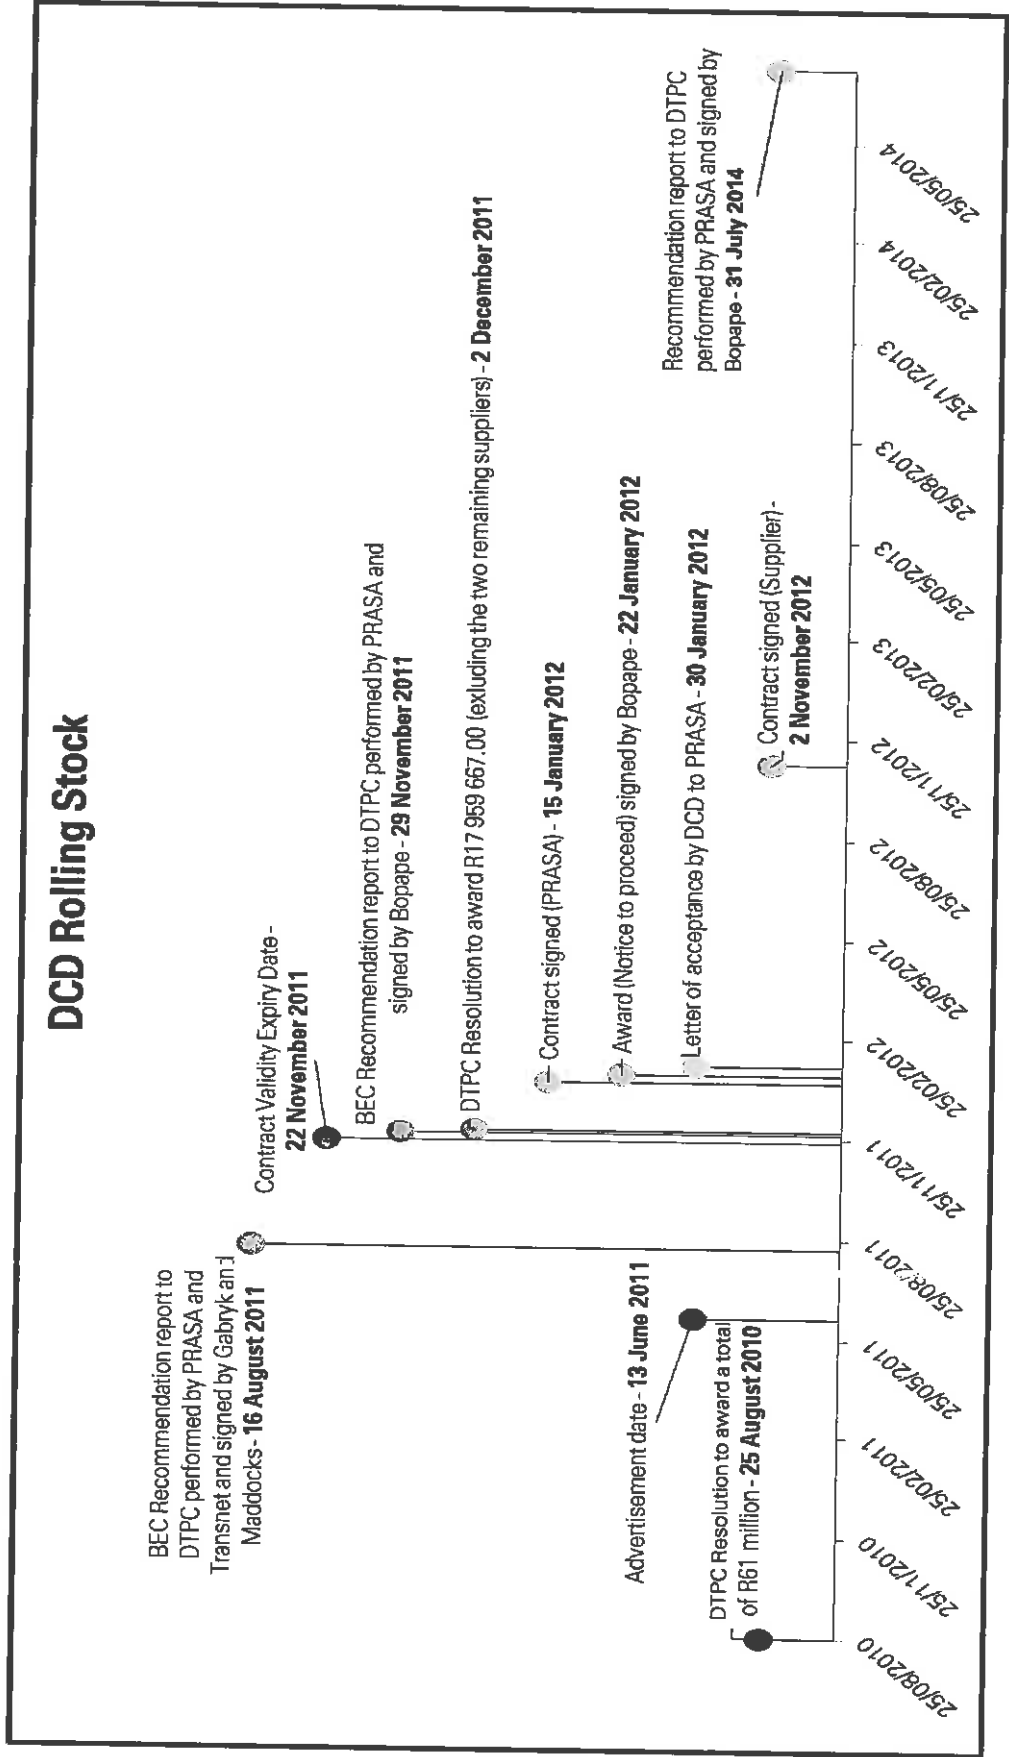 DCD Rolling Stock
BEC Recommendation report to
DTPC performed by PRASA and
Transnet and signed by Gabryk and
Maddocks - 16 August 2011
Contract Validity Expiry Date -
22 November 2011
BEC Recommendation report to DTPC performed by PRASA and
signed by Bopape - 29 November 2011
DTPC Resolution to award R17 959 667.00 (exluding the two remaining suppliers) - 2 December 2011
Contract signed (PRASA) - 15 January 2012
Award (Notice to proceed) signed by Bopape - 22 January 2012
Letter of acceptance by DCD to PRASA - 30 January 2012
Advertisement date - 13 June 2011
DTPC Resolution to award a total
of R61 million - 25 August 2010
Contract signed (Supplier) -
2 November 2012
Recommendation report to DTPC
performed by PRASA and signed by
Bopape - 31 July 2014
25/08/2010
25/11/2010
25/02/2011
25/05/2011
25/08/2011
25/11/2011
25/02/2012
25/05/2012
25/08/2012
25/11/2012
25/02/2013
25/05/2013
25/08/2013
25/11/2013
25/02/2014
25/05/2014